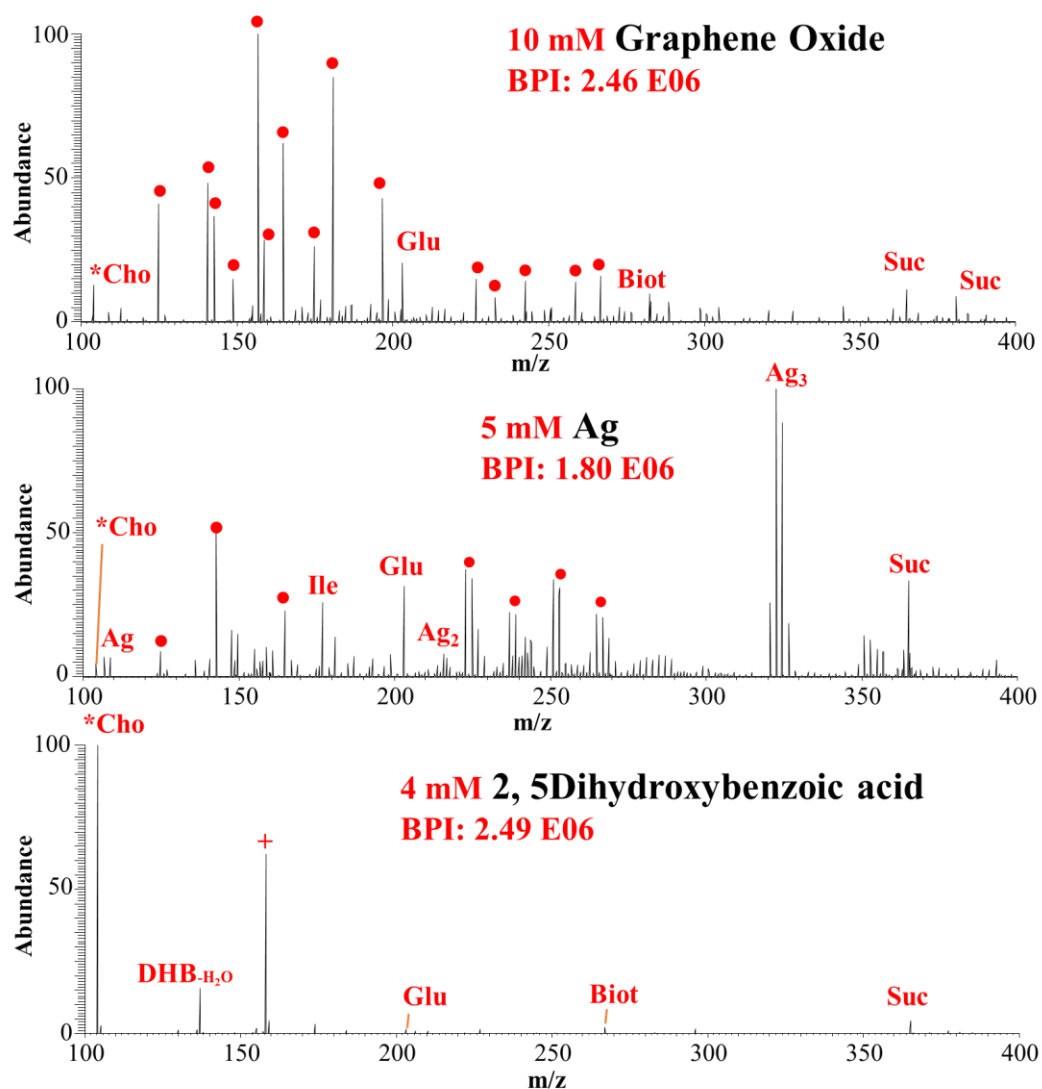 10 mM Graphene Oxide
BPI: 2.46 E06
Abundance
100
50
0
*Cho
Glu
Biot
Suc
Suc
100 150 200 250 300 350 400
m/z
5 mM Ag
BPI: 1.80 E06
Abundance
100
50
0
*Cho
Ag
Ile
Glu
Ag₂
Ag₃
Suc
100 150 200 250 300 350 400
m/z
4 mM 2, 5Dihydroxybenzoic acid
BPI: 2.49 E06
Abundance
100
50
0
*Cho
DHB-H₂O
+
Glu
Biot
Suc
100 150 200 250 300 350 400
m/z